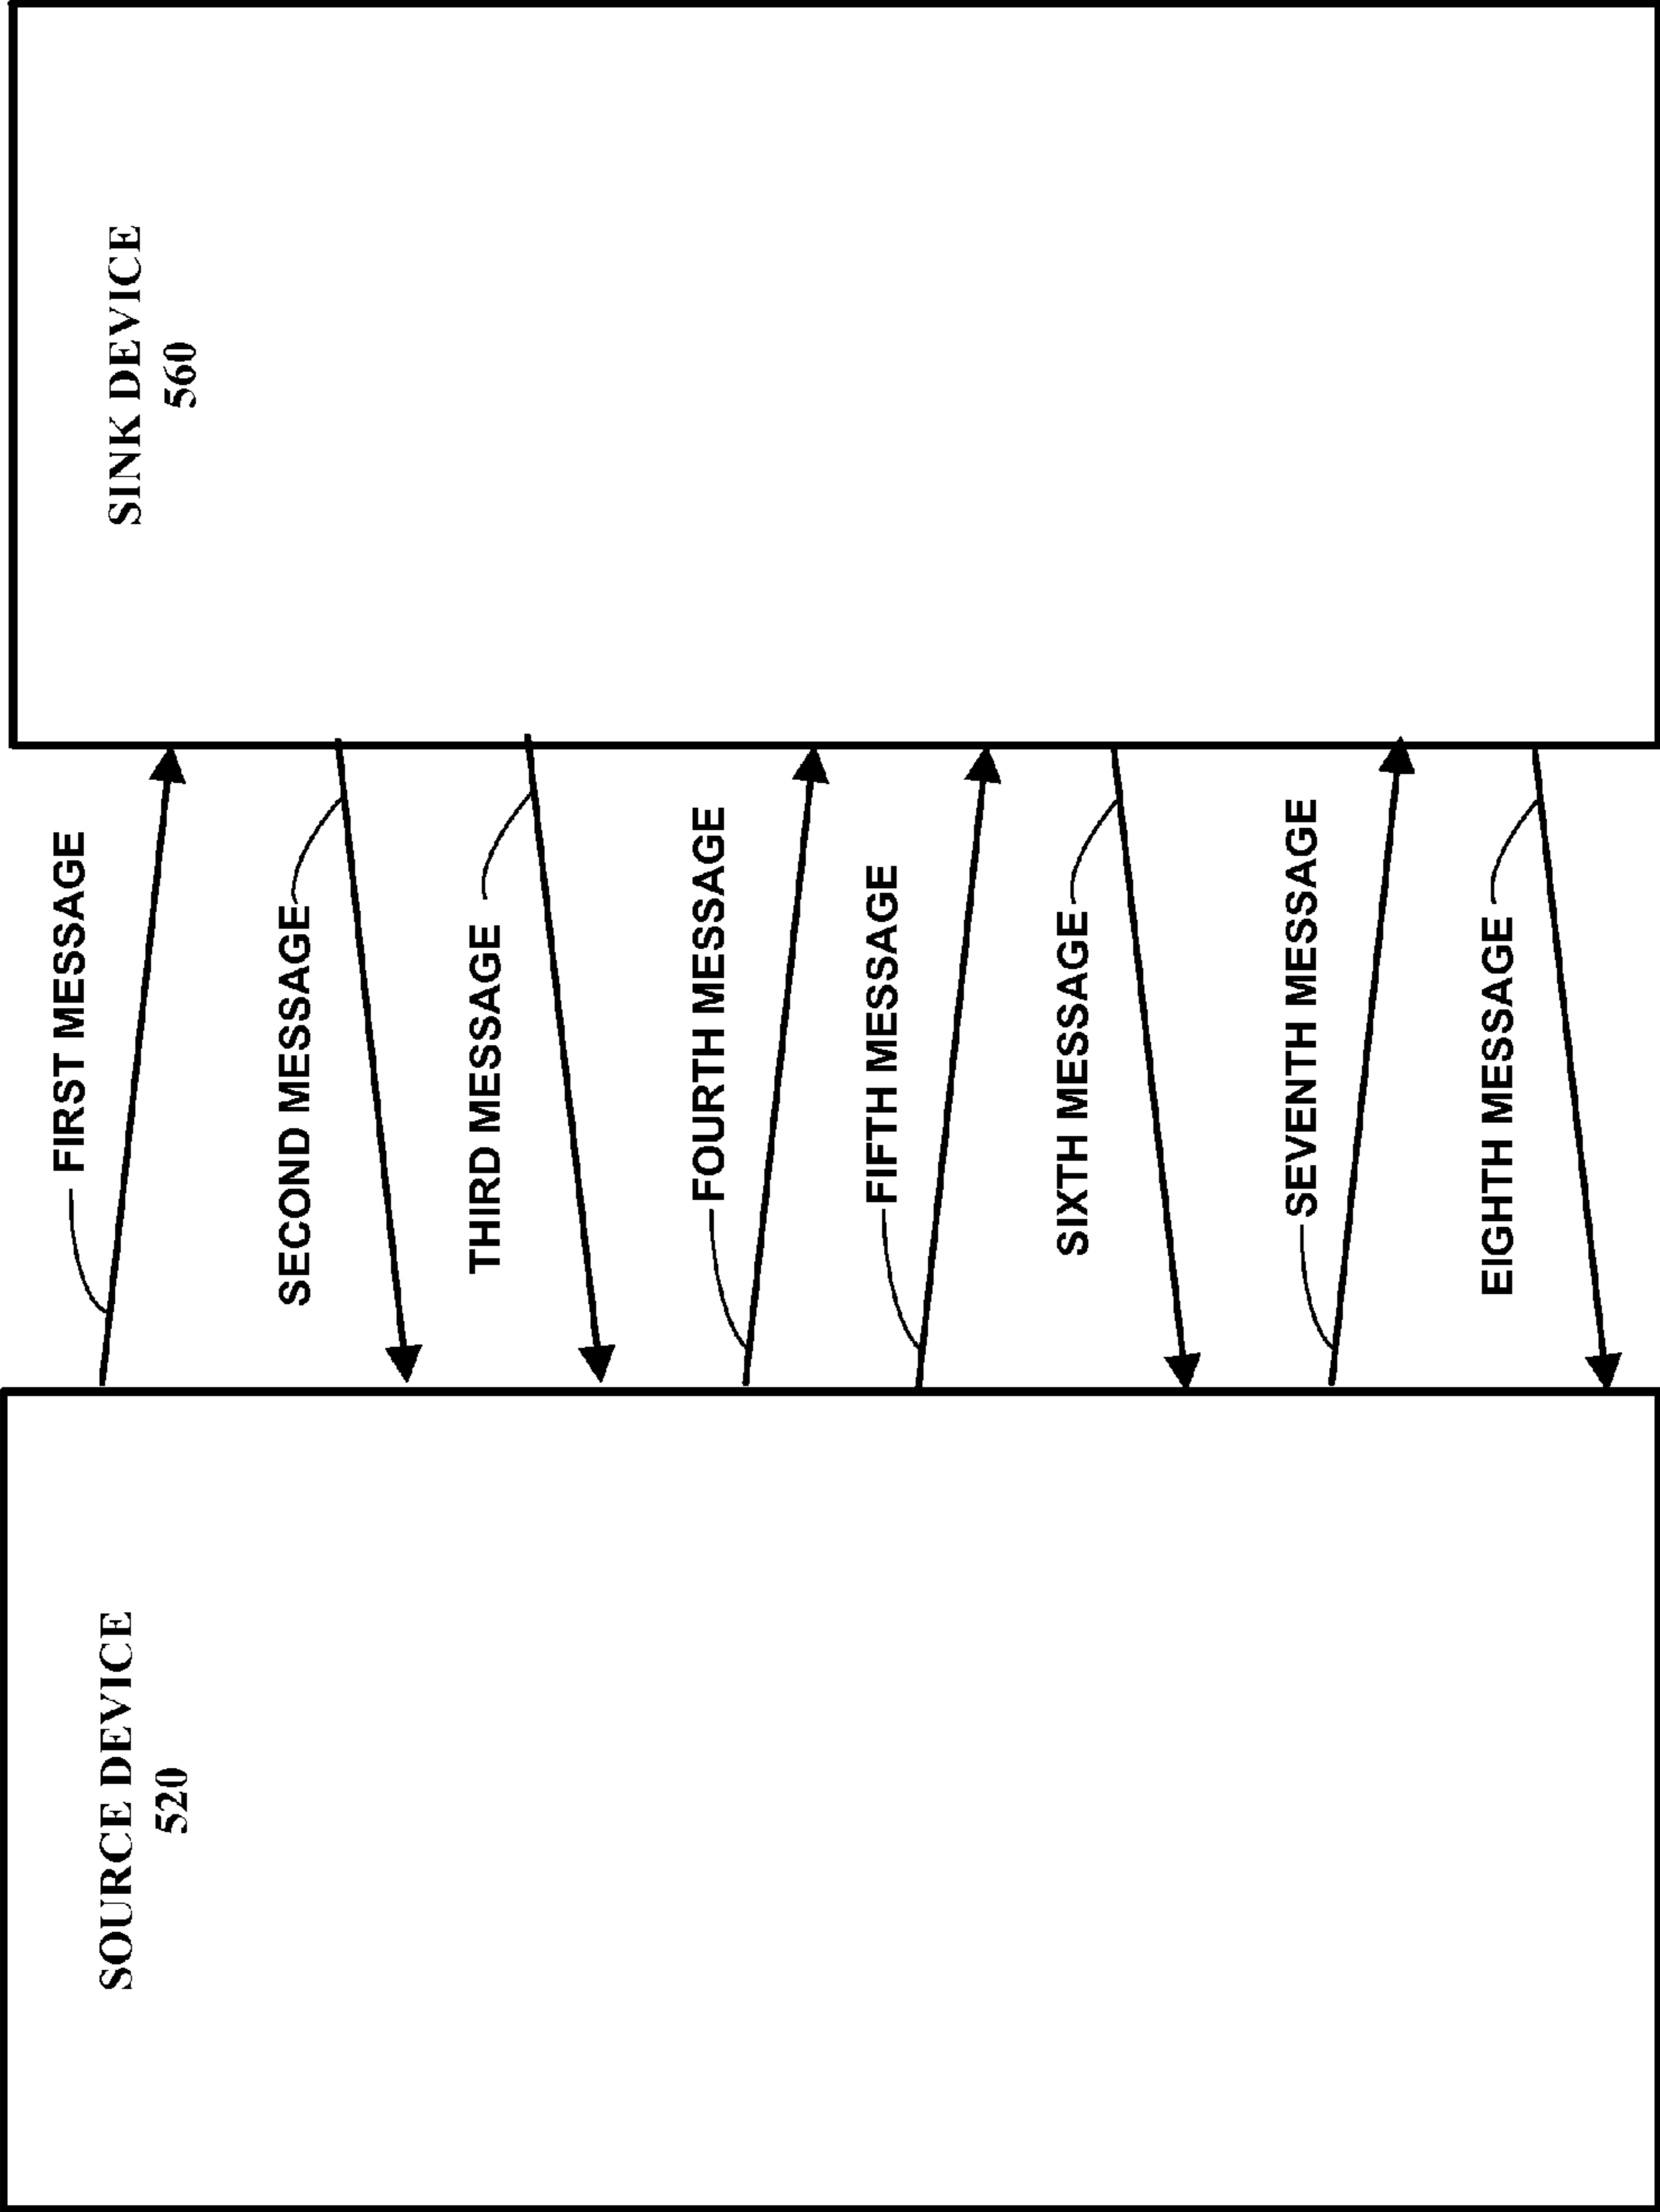 SOURCE DEVICE
520
SINK DEVICE
560
FIRST MESSAGE
SECOND MESSAGE
THIRD MESSAGE
FOURTH MESSAGE
FIFTH MESSAGE
SIXTH MESSAGE
SEVENTH MESSAGE
EIGHTH MESSAGE